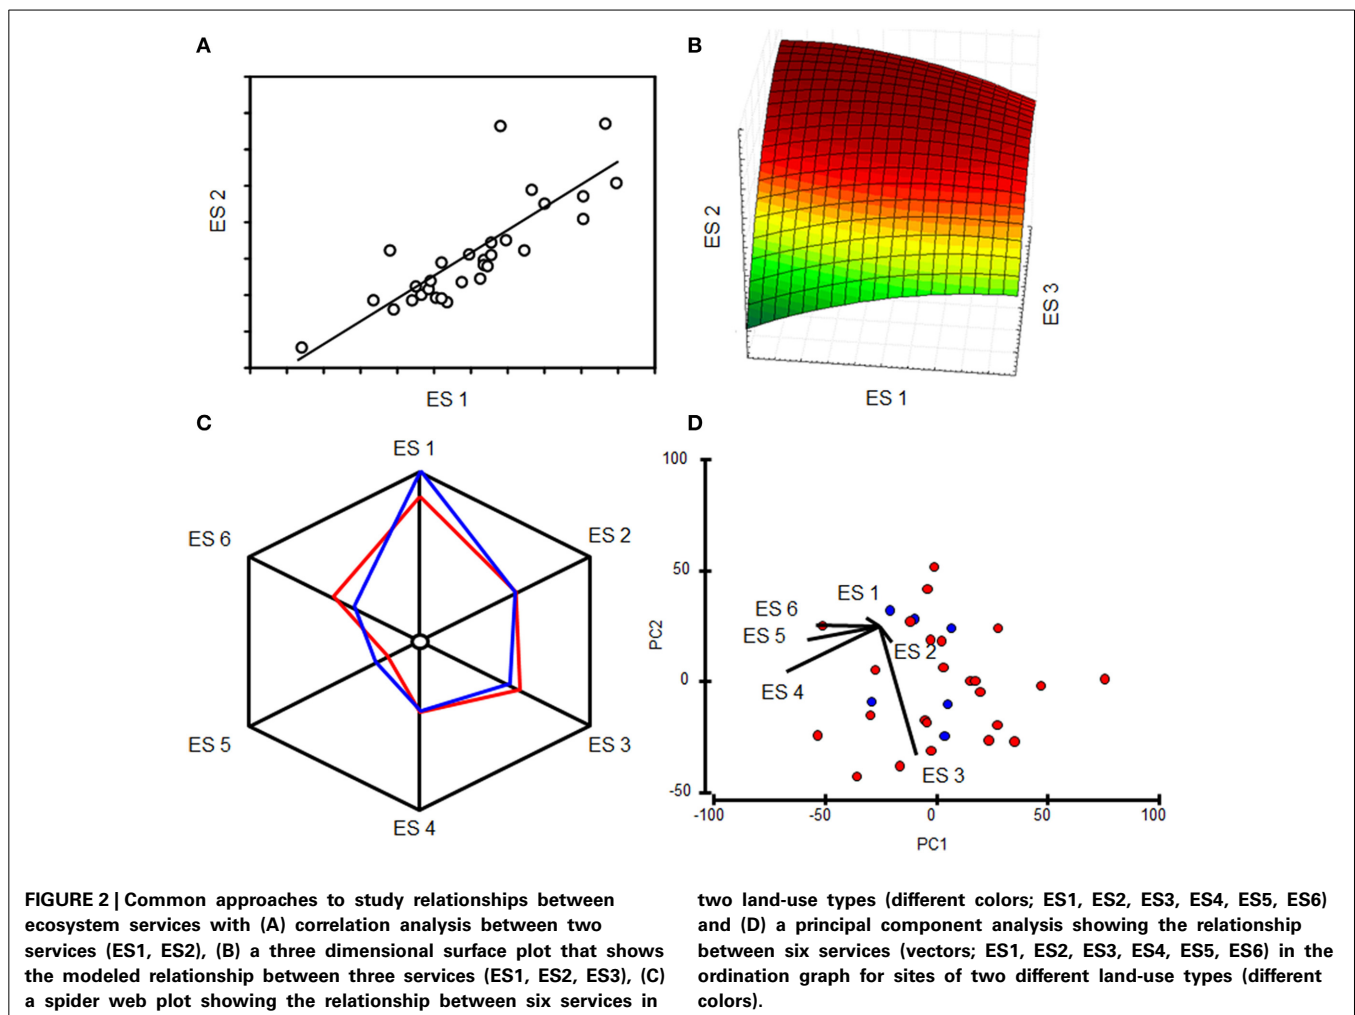 A
ES 2
ES 1
B
ES 2
ES 3
ES 1
C
ES 1
ES 6
ES 2
ES 5
ES 3
ES 4
D
100
50
0
-50
PC2
ES 1
ES 6
ES 5
ES 2
ES 4
ES 3
-100
-50
0
50
100
PC1
FIGURE 2 | Common approaches to study relationships between
ecosystem services with (A) correlation analysis between two
services (ES1, ES2), (B) a three dimensional surface plot that shows
the modeled relationship between three services (ES1, ES2, ES3), (C)
a spider web plot showing the relationship between six services in
two land-use types (different colors; ES1, ES2, ES3, ES4, ES5, ES6)
and (D) a principal component analysis showing the relationship
between six services (vectors; ES1, ES2, ES3, ES4, ES5, ES6) in the
ordination graph for sites of two different land-use types (different
colors).